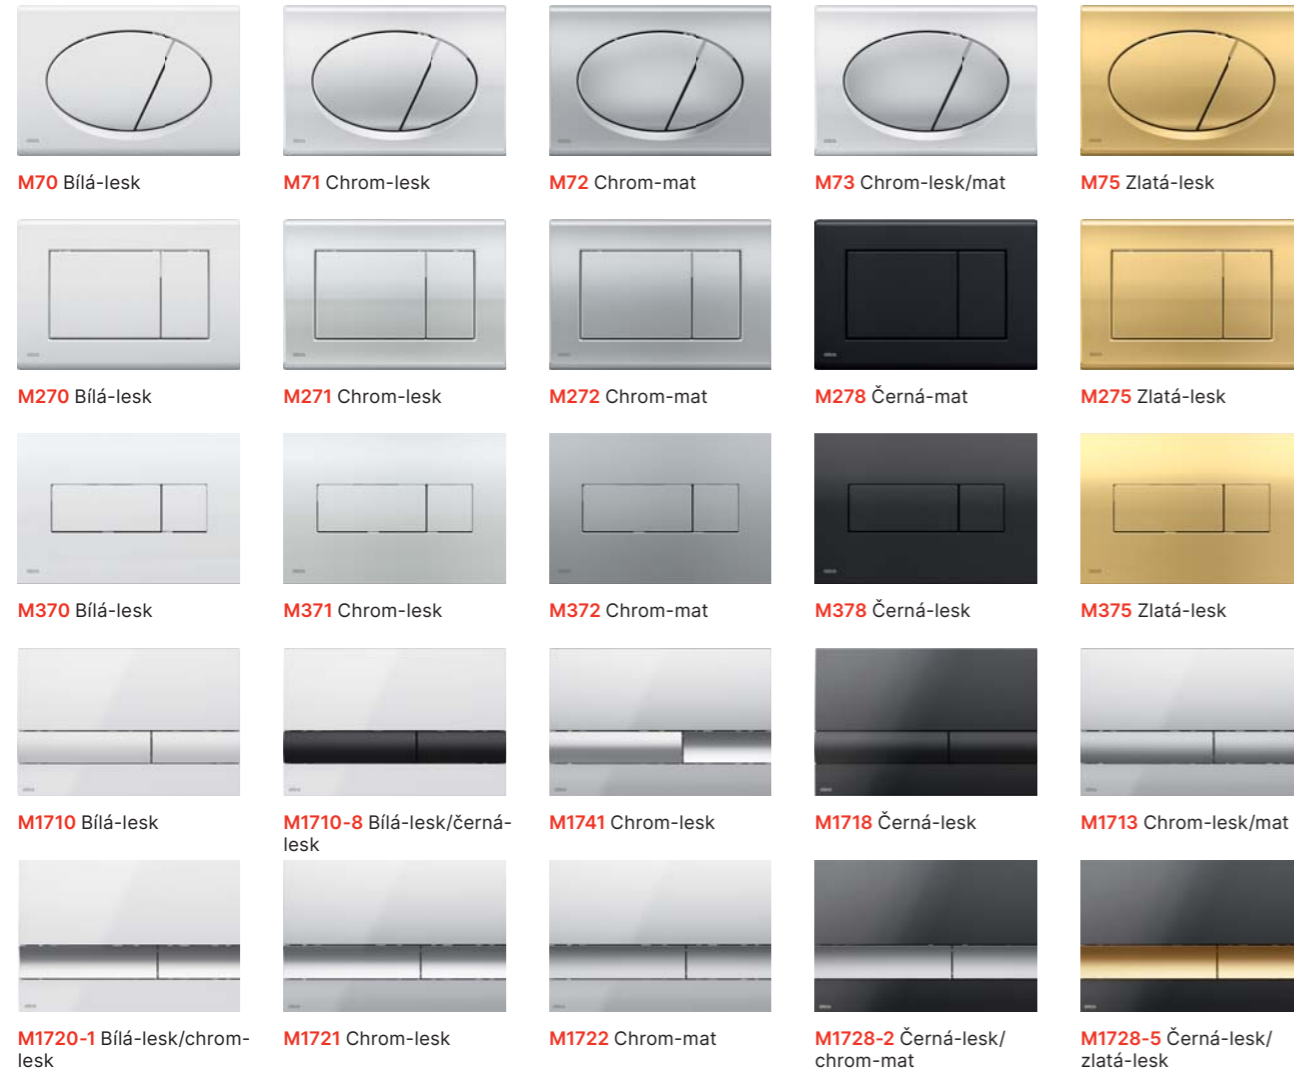 M70 Bílá-lesk
M71 Chrom-lesk
M72 Chrom-mat
M73 Chrom-lesk/mat
M75 Zlatá-lesk
M270 Bílá-lesk
M271 Chrom-lesk
M272 Chrom-mat
M278 Černá-mat
M275 Zlatá-lesk
M370 Bílá-lesk
M371 Chrom-lesk
M372 Chrom-mat
M378 Černá-lesk
M375 Zlatá-lesk
M1710 Bílá-lesk
M1710-8 Bílá-lesk/černá-
lesk
M1741 Chrom-lesk
M1718 Černá-lesk
M1713 Chrom-lesk/mat
M1720-1 Bílá-lesk/chrom-
lesk
M1721 Chrom-lesk
M1722 Chrom-mat
M1728-2 Černá-lesk/
chrom-mat
M1728-5 Černá-lesk/
zlatá-lesk